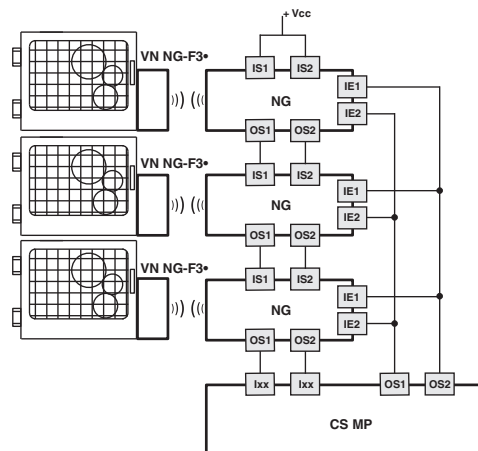 + Vcc
VN NG-F3•
IS1 IS2
IE1
NG
IE2
OS1 OS2
VN NG-F3•
IS1 IS2
IE1
NG
IE2
OS1 OS2
VN NG-F3•
IS1 IS2
IE1
NG
IE2
OS1 OS2
Ixx Ixx OS1 OS2
CS MP